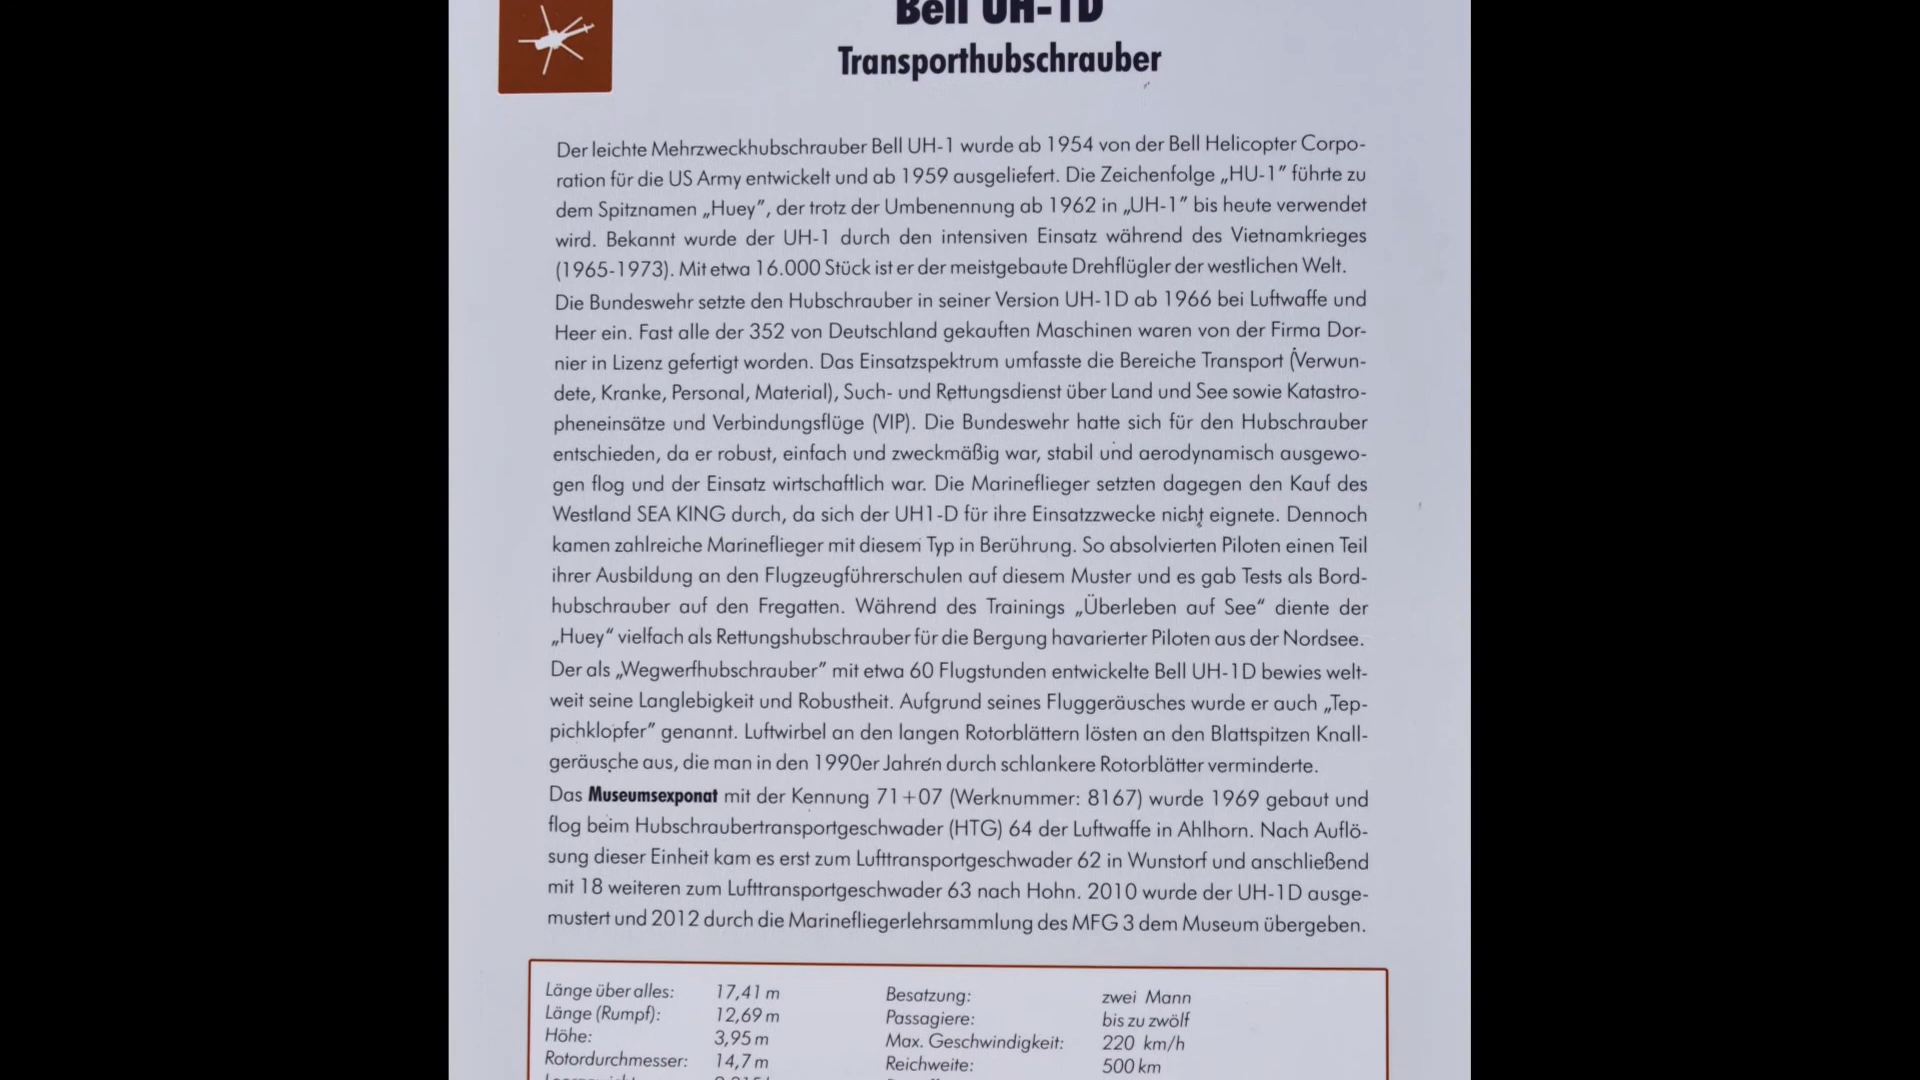 Bell UH-1D
Transporthubschrauber
Der leichte Mehrzweckhubschrauber Bell UH-1 wurde ab 1954 von der Bell Helicopter Corpo-
ration für die US Army entwickelt und ab 1959 ausgeliefert. Die Zeichenfolge „HU-1” führte zu
dem Spitznamen „Huey”, der trotz der Umbenennung ab 1962 in „UH-1” bis heute verwendet
wird. Bekannt wurde der UH-1 durch den intensiven Einsatz während des Vietnamkrieges
(1965-1973). Mit etwa 16.000 Stück ist er der meistgebaute Drehflügler der westlichen Welt.
Die Bundeswehr setzte den Hubschrauber in seiner Version UH-1D ab 1966 bei Luftwaffe und
Heer ein. Fast alle der 352 von Deutschland gekauften Maschinen waren von der Firma Dor-
nier in Lizenz gefertigt worden. Das Einsatzspektrum umfasste die Bereiche Transport (Verwun-
dete, Kranke, Personal, Material), Such- und Rettungsdienst über Land und See sowie Katastro-
pheneinsätze und Verbindungsflüge (VIP). Die Bundeswehr hatte sich für den Hubschrauber
entschieden, da er robust, einfach und zweckmäßig war, stabil und aerodynamisch ausgewo-
gen flog und der Einsatz wirtschaftlich war. Die Marineflieger setzten dagegen den Kauf des
Westland SEA KING durch, da sich der UH1-D für ihre Einsatzzwecke nicht eignete. Dennoch
kamen zahlreiche Marineflieger mit diesem Typ in Berührung. So absolvierten Piloten einen Teil
ihrer Ausbildung an den Flugzeugführerschulen auf diesem Muster und es gab Tests als Bord-
hubschrauber auf den Fregatten. Während des Trainings „Überleben auf See“ diente der
„Huey“ vielfach als Rettungshubschrauber für die Bergung havarierter Piloten aus der Nordsee.
Der als „Wegwerfhubschrauber” mit etwa 60 Flugstunden entwickelte Bell UH-1D bewies welt-
weit seine Langlebigkeit und Robustheit. Aufgrund seines Fluggeräusches wurde er auch „Tep-
pichklopfer” genannt. Luftwirbel an den langen Rotorblättern lösten an den Blattspitzen Knall-
geräusche aus, die man in den 1990er Jahren durch schlankere Rotorblätter verminderte.
Das Museumsexponat mit der Kennung 71+07 (Werknummer: 8167) wurde 1969 gebaut und
flog beim Hubschraubertransportgeschwader (HTG) 64 der Luftwaffe in Ahlhorn. Nach Auflö-
sung dieser Einheit kam es erst zum Lufttransportgeschwader 62 in Wunstorf und anschließend
mit 18 weiteren zum Lufttransportgeschwader 63 nach Hohn. 2010 wurde der UH-1D ausge-
mustert und 2012 durch die Marinefliegerlehrsammlung des MFG 3 dem Museum übergeben.
Länge über alles: 17,41 m Besatzung: zwei Mann
Länge (Rumpf): 12,69 m Passagiere: bis zu zwölf
Höhe: 3,95 m Max. Geschwindigkeit: 220 km/h
Rotordurchmesser: 14,7 m Reichweite: 500 km